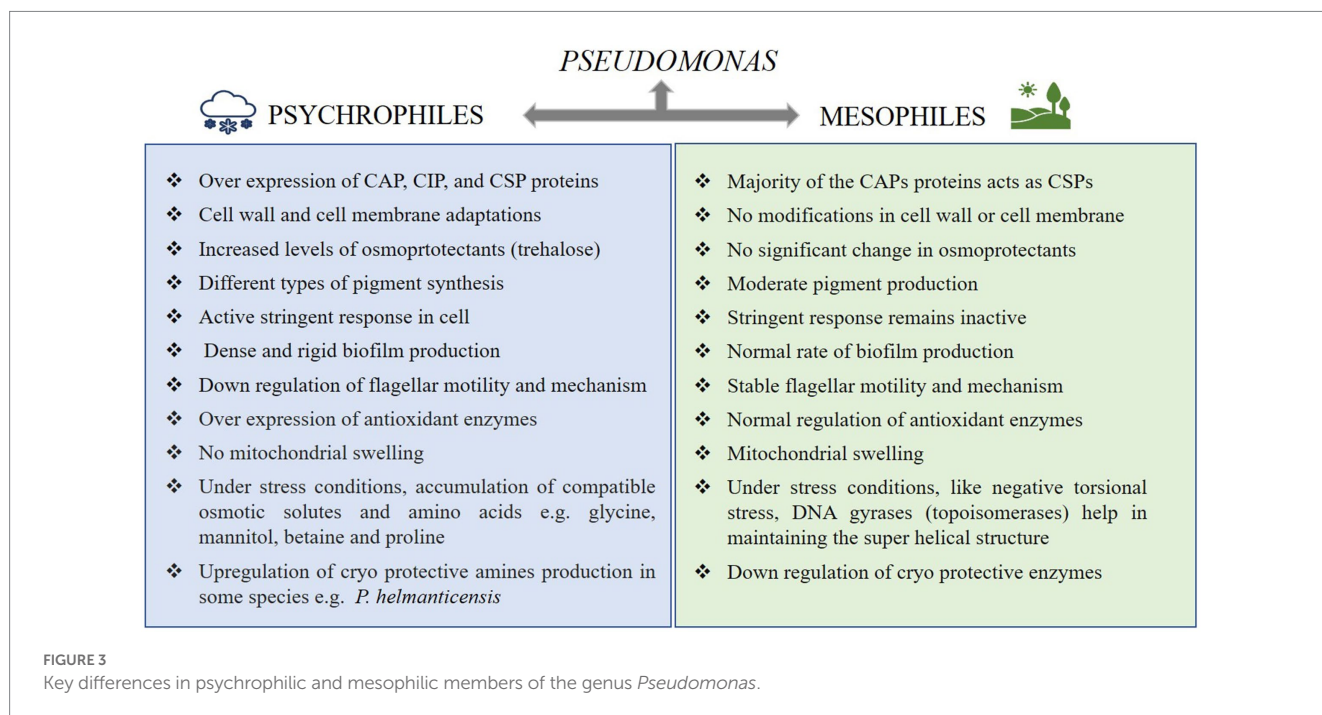 PSEUDOMONAS
PSYCHROPHILES
MESOPHILES
❖ Over expression of CAP, CIP, and CSP proteins
❖ Cell wall and cell membrane adaptations
❖ Increased levels of osmoprtotectants (trehalose)
❖ Different types of pigment synthesis
❖ Active stringent response in cell
❖ Dense and rigid biofilm production
❖ Down regulation of flagellar motility and mechanism
❖ Over expression of antioxidant enzymes
❖ No mitochondrial swelling
❖ Under stress conditions, accumulation of compatible
osmotic solutes and amino acids e.g. glycine,
mannitol, betaine and proline
❖ Upregulation of cryo protective amines production in
some species e.g. P. helmanticensis
❖ Majority of the CAPs proteins acts as CSPs
❖ No modifications in cell wall or cell membrane
❖ No significant change in osmoprotectants
❖ Moderate pigment production
❖ Stringent response remains inactive
❖ Normal rate of biofilm production
❖ Stable flagellar motility and mechanism
❖ Normal regulation of antioxidant enzymes
❖ Mitochondrial swelling
❖ Under stress conditions, like negative torsional
stress, DNA gyrases (topoisomerases) help in
maintaining the super helical structure
❖ Down regulation of cryo protective enzymes
FIGURE 3
Key differences in psychrophilic and mesophilic members of the genus Pseudomonas.